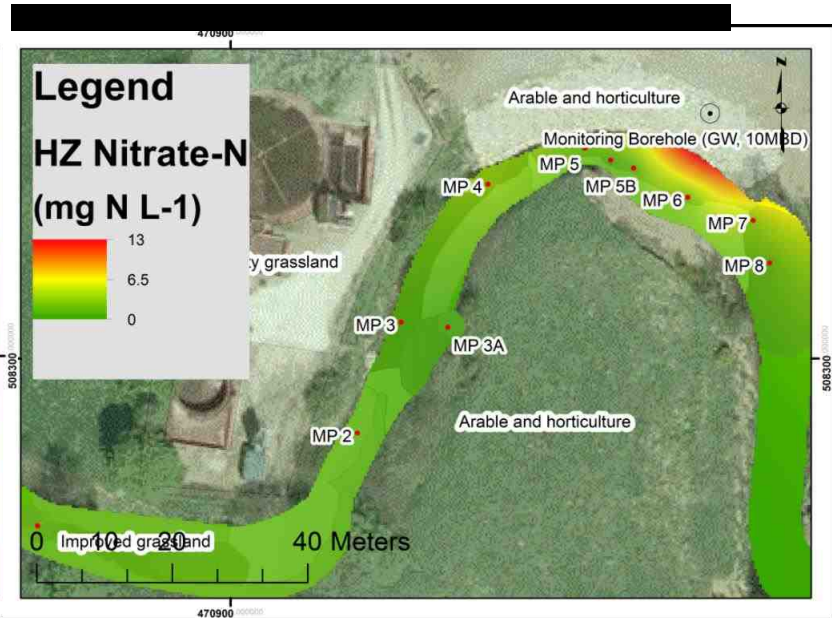 470900
Legend
HZ Nitrate-N
(mg N L-1)
13
6.5
0
Arable and horticulture
Monitoring Borehole (GW, 10MBD)
MP 5
MP 5B
MP 4
MP 6
MP 7
MP 8
ty grassland
MP 3
MP 3A
508300
508300
Arable and horticulture
MP 2
Improved grassland
0 10 20 40 Meters
470900